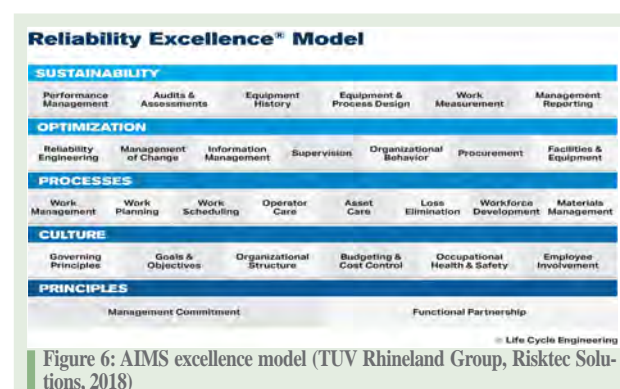 Reliability Excellence® Model
SUSTAINABILITY
Performance Management Audits & Assessments Equipment History Equipment & Process Design Work Measurement Management Reporting
OPTIMIZATION
Reliability Engineering Management of Change Information Management Supervision Organizational Behavior Procurement Facilities & Equipment
PROCESSES
Work Management Work Planning Work Scheduling Operator Care Asset Care Loss Elimination Workforce Development Materials Management
CULTURE
Governing Principles Goals & Objectives Organizational Structure Budgeting & Cost Control Occupational Health & Safety Employee Involvement
PRINCIPLES
Management Commitment Functional Partnership
© Life Cycle Engineering
Figure 6: AIMS excellence model (TUV Rhineland Group, Risktec Solu-
tions, 2018)